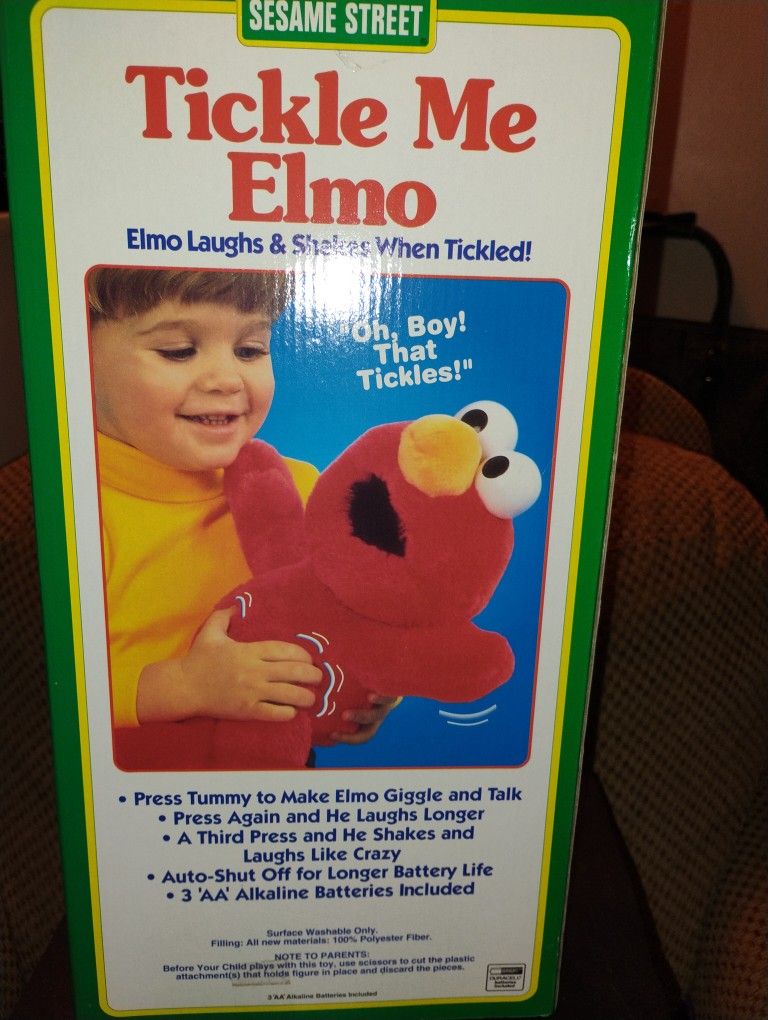 SESAME STREET
Tickle Me
Elmo
Elmo Laughs & Shakes When Tickled!
"Oh, Boy!
That
Tickles!"
• Press Tummy to Make Elmo Giggle and Talk
• Press Again and He Laughs Longer
• A Third Press and He Shakes and
Laughs Like Crazy
• Auto-Shut Off for Longer Battery Life
• 3 'AA' Alkaline Batteries Included
Surface Washable Only.
Filling: All new materials: 100% Polyester Fiber.
NOTE TO PARENTS:
Before Your Child plays with this toy, use scissors to cut the plastic
attachment(s) that holds figure in place and discard the pieces.
DURACELL
Batteries
Included
3 'AA' Alkaline Batteries Included